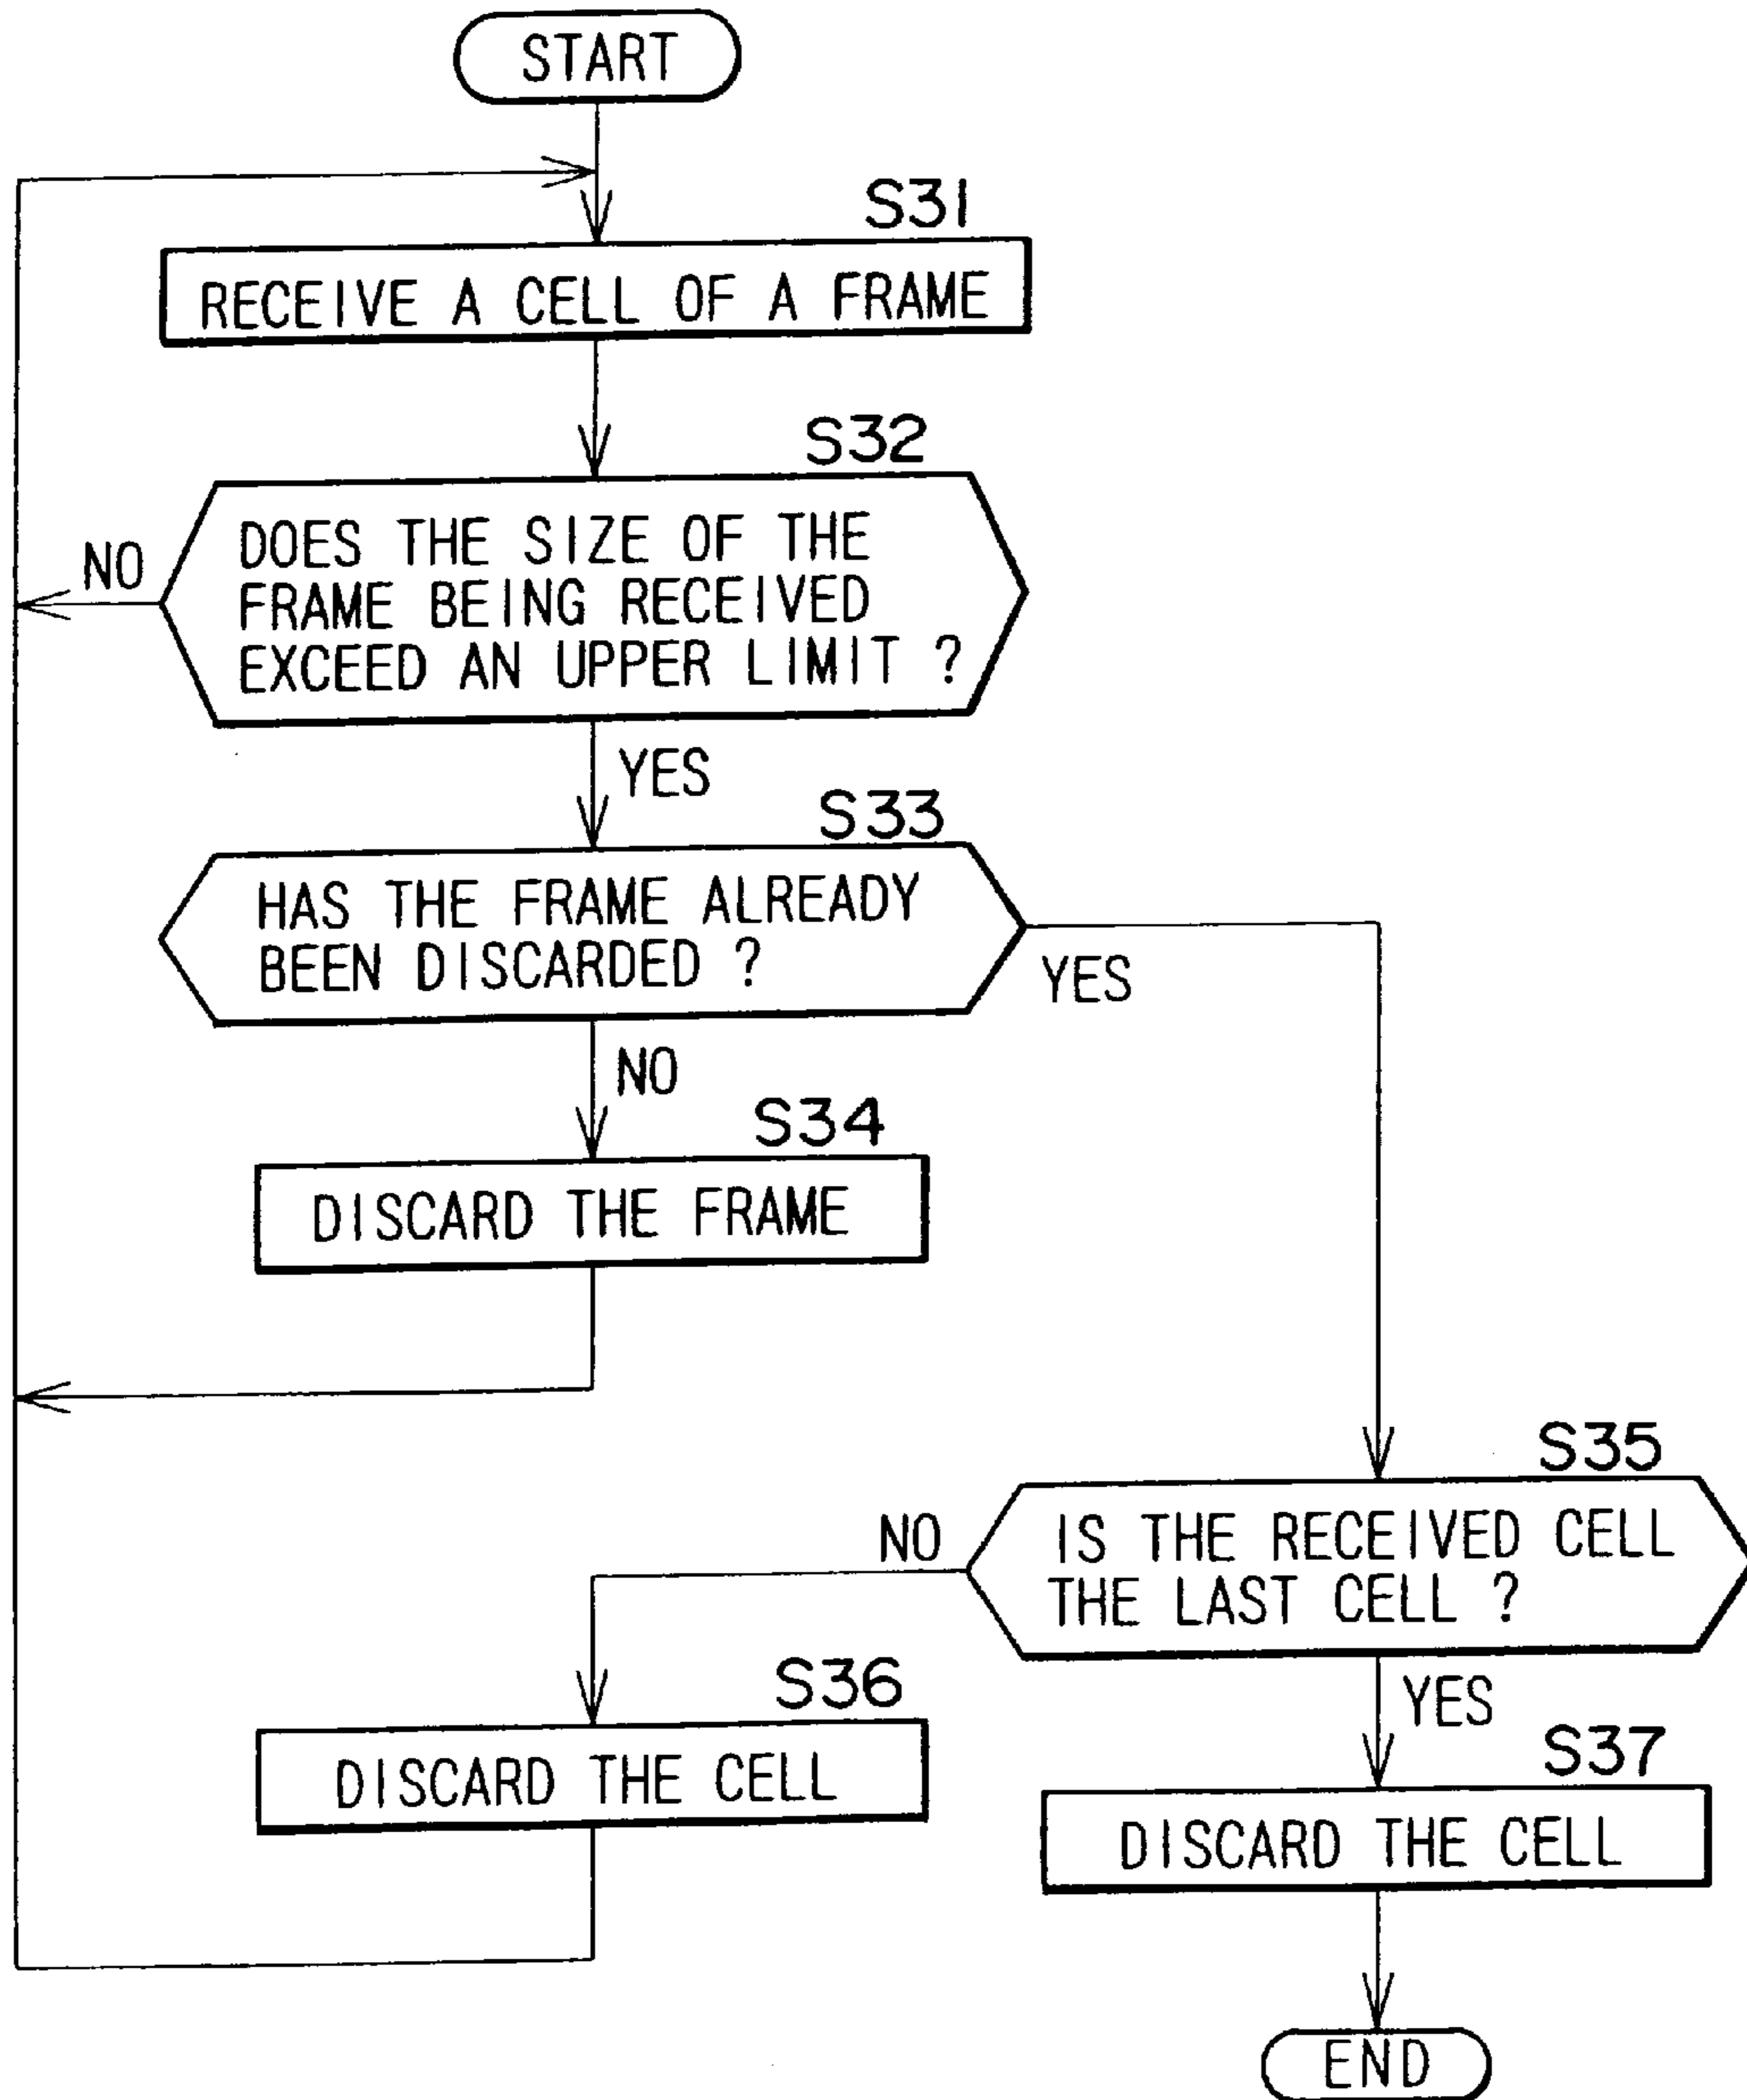 START
S31
RECEIVE A CELL OF A FRAME
S32
DOES THE SIZE OF THE
FRAME BEING RECEIVED
EXCEED AN UPPER LIMIT ?
NO
YES
S33
HAS THE FRAME ALREADY
BEEN DISCARDED ?
YES
NO
S34
DISCARD THE FRAME
S35
IS THE RECEIVED CELL
THE LAST CELL ?
NO
YES
S36
DISCARD THE CELL
S37
DISCARD THE CELL
END